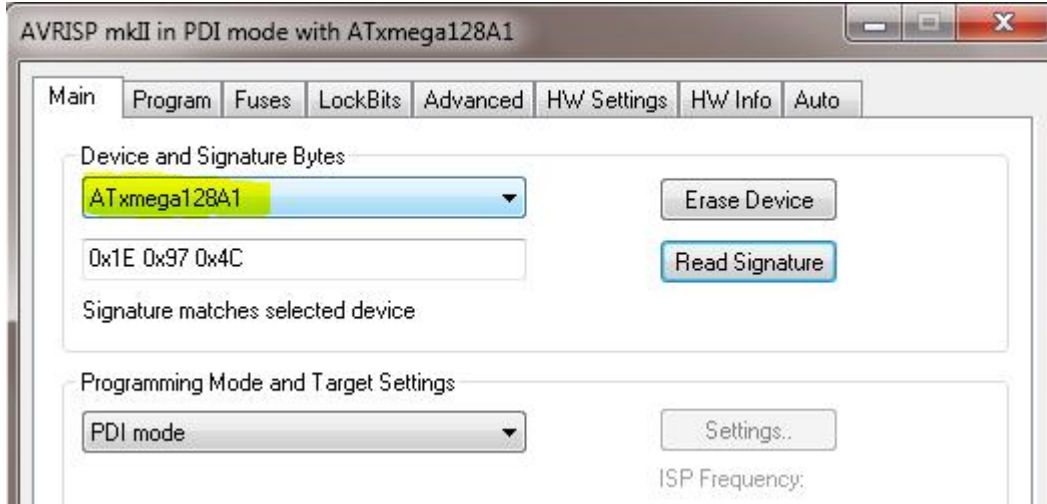 AVRISP mkII in PDI mode with ATxmega128A1
Main Program Fuses LockBits Advanced HW Settings HW Info Auto
Device and Signature Bytes
ATxmega128A1
Erase Device
0x1E 0x97 0x4C
Read Signature
Signature matches selected device
Programming Mode and Target Settings
PDI mode
Settings..
ISP Frequency: